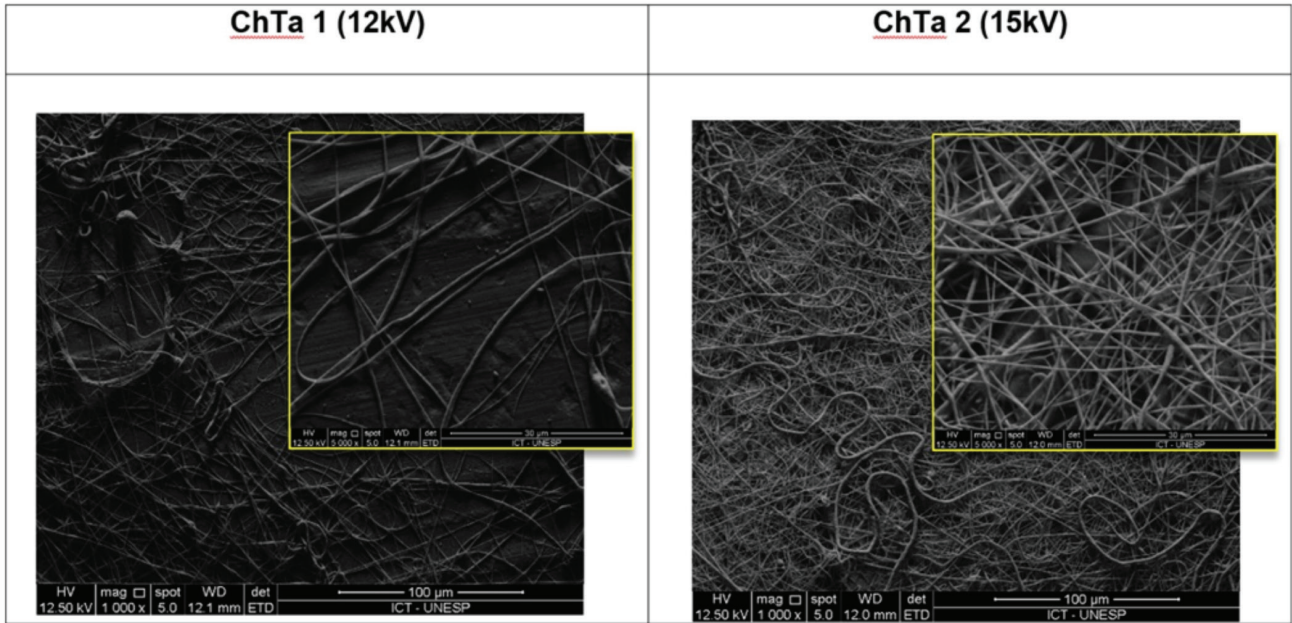 ChTa 1 (12kV)
ChTa 2 (15kV)
HV mag □ spot WD det 30 µm
12.50 kV 5 000 x 5.0 12.1 mm ETD ICT - UNESP
HV mag □ spot WD det 100 µm
12.50 kV 1 000 x 5.0 12.1 mm ETD ICT - UNESP
HV mag □ spot WD det 30 µm
12.50 kV 5 000 x 5.0 12.0 mm ETD ICT - UNESP
HV mag □ spot WD det 100 µm
12.50 kV 1 000 x 5.0 12.0 mm ETD ICT - UNESP